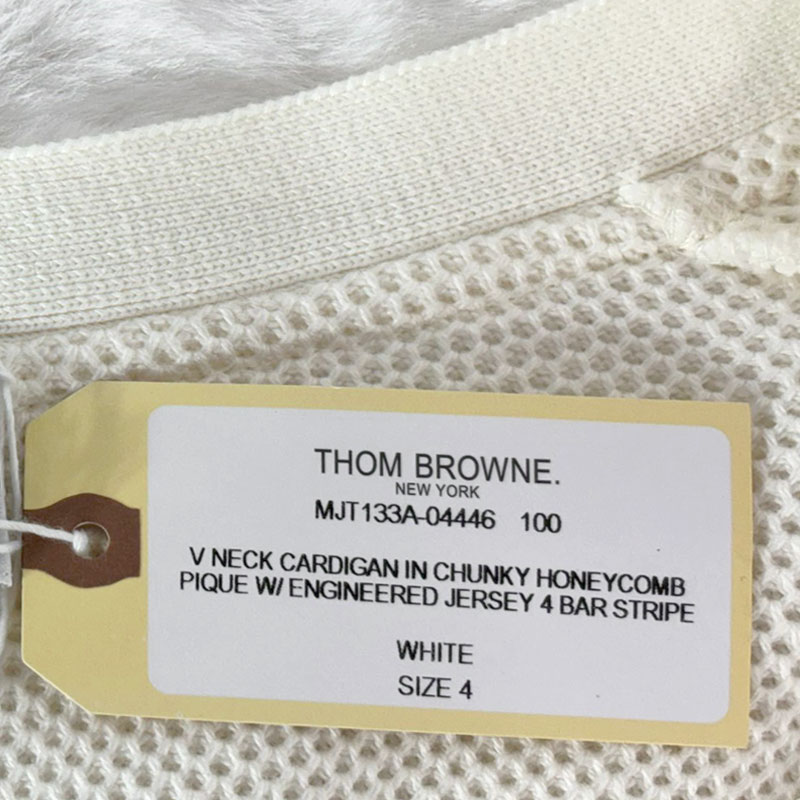 THOM BROWNE.
NEW YORK
MJT133A-04446 100
V NECK CARDIGAN IN CHUNKY HONEYCOMB
PIQUE W/ ENGINEERED JERSEY 4 BAR STRIPE
WHITE
SIZE 4